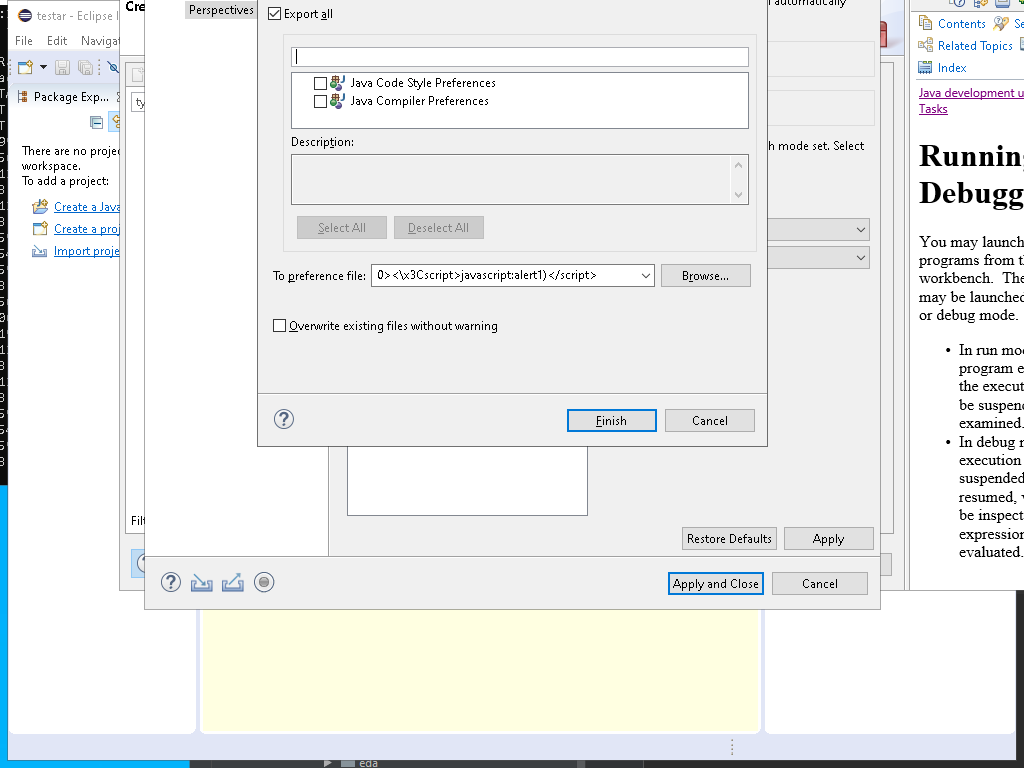 testar - Eclipse
File Edit Navigat
Package Exp...
There are no projec
workspace.
To add a project:
Create a Java
Create a proj
Import proje
Cre
ty
Filt
Perspectives
Export all
Java Code Style Preferences
Java Compiler Preferences
Description:
Select All
Deselect All
To preference file:
0><\x3Cscript>javascript:alert1)</script>
Browse...
Overwrite existing files without warning
Finish
Cancel
automatically
h mode set. Select
Restore Defaults
Apply
Apply and Close
Cancel
Contents
Se
Related Topics
Index
Java development u
Tasks
Running
Debugg
You may launch
programs from th
workbench. The
may be launched
or debug mode.
• In run mod
program e
the execut
be suspend
examined.
• In debug m
execution
suspended
resumed, v
be inspect
expression
evaluated.
eda